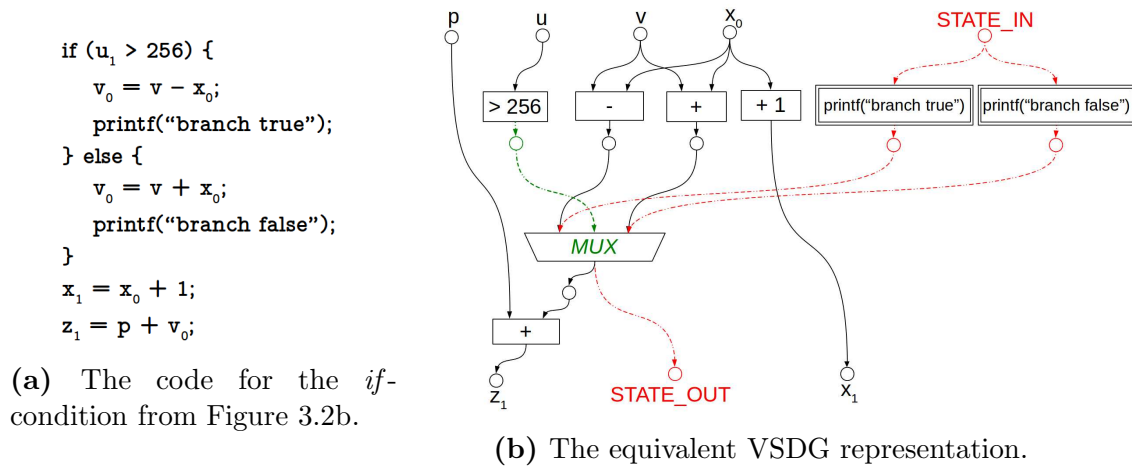 if (u₁ > 256) {
v₀ = v − x₀;
printf(“branch true”);
} else {
v₀ = v + x₀;
printf(“branch false”);
}
x₁ = x₀ + 1;
z₁ = p + v₀;
(a) The code for the if-
condition from Figure 3.2b.
p u v x₀ STATE_IN
> 256 - + + 1 printf(“branch true”) printf(“branch false”)
MUX
+
z₁ STATE_OUT x₁
(b) The equivalent VSDG representation.